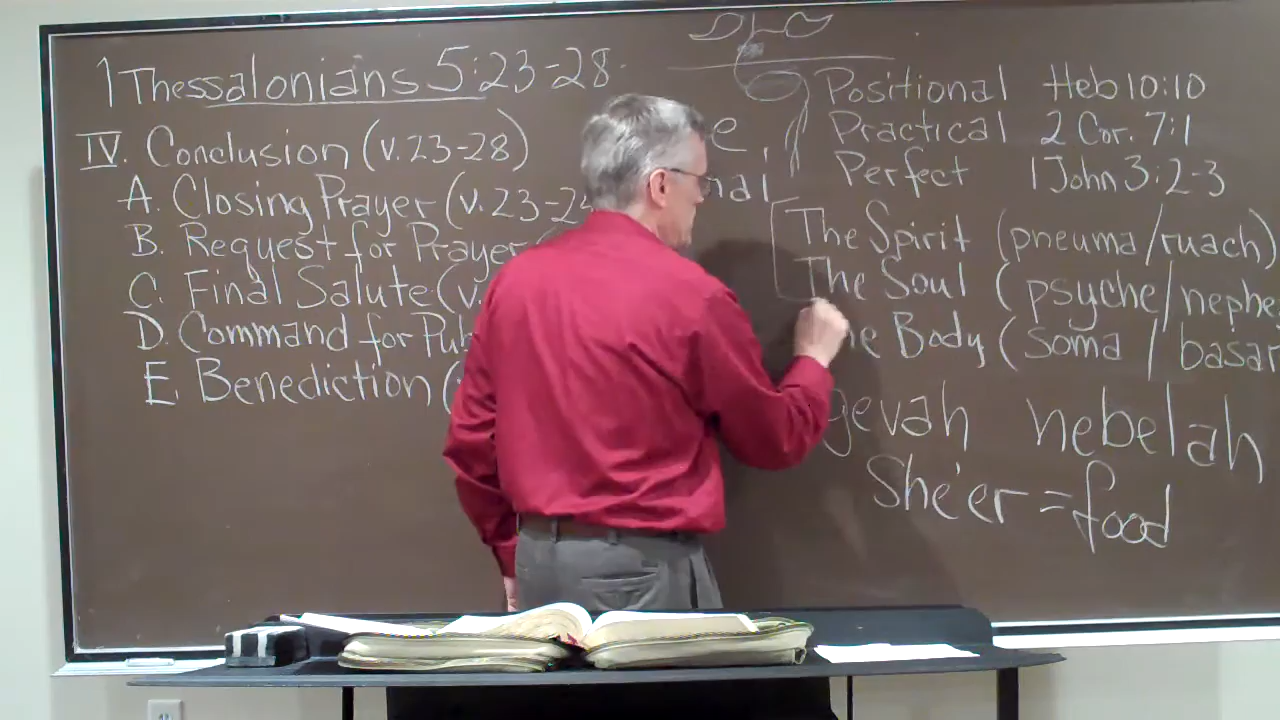 1 Thessalonians 5:23-28
IV. Conclusion (v.23-28)
A. Closing Prayer (v.23-2
B. Request for Prayer (
C. Final Salute (v.
D. Command for Pub
E. Benediction (
Positional Heb 10:10
Practical 2 Cor. 7:1
Perfect 1 John 3:2-3
The Spirit (pneuma/ruach)
The Soul (psyche/nephe
he Body (soma / basar
gevah nebelah
She'er = food